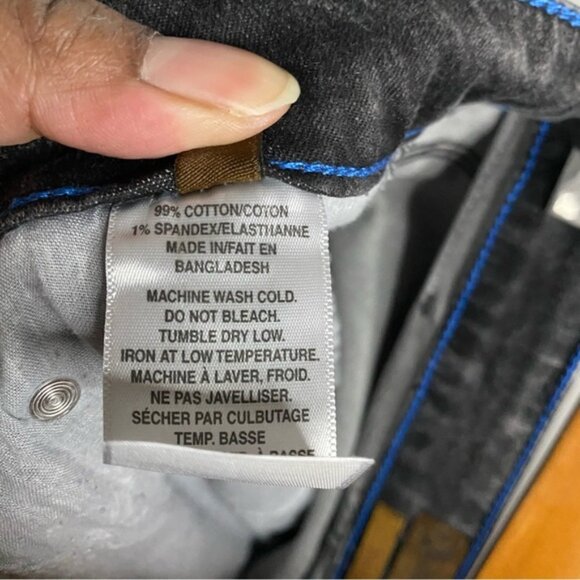 99% COTTON/COTON
1% SPANDEX/ELASTHANNE
MADE IN/FAIT EN
BANGLADESH
MACHINE WASH COLD.
DO NOT BLEACH.
TUMBLE DRY LOW.
IRON AT LOW TEMPERATURE.
MACHINE À LAVER, FROID.
NE PAS JAVELLISER.
SÉCHER PAR CULBUTAGE
TEMP. BASSE
À BASSE